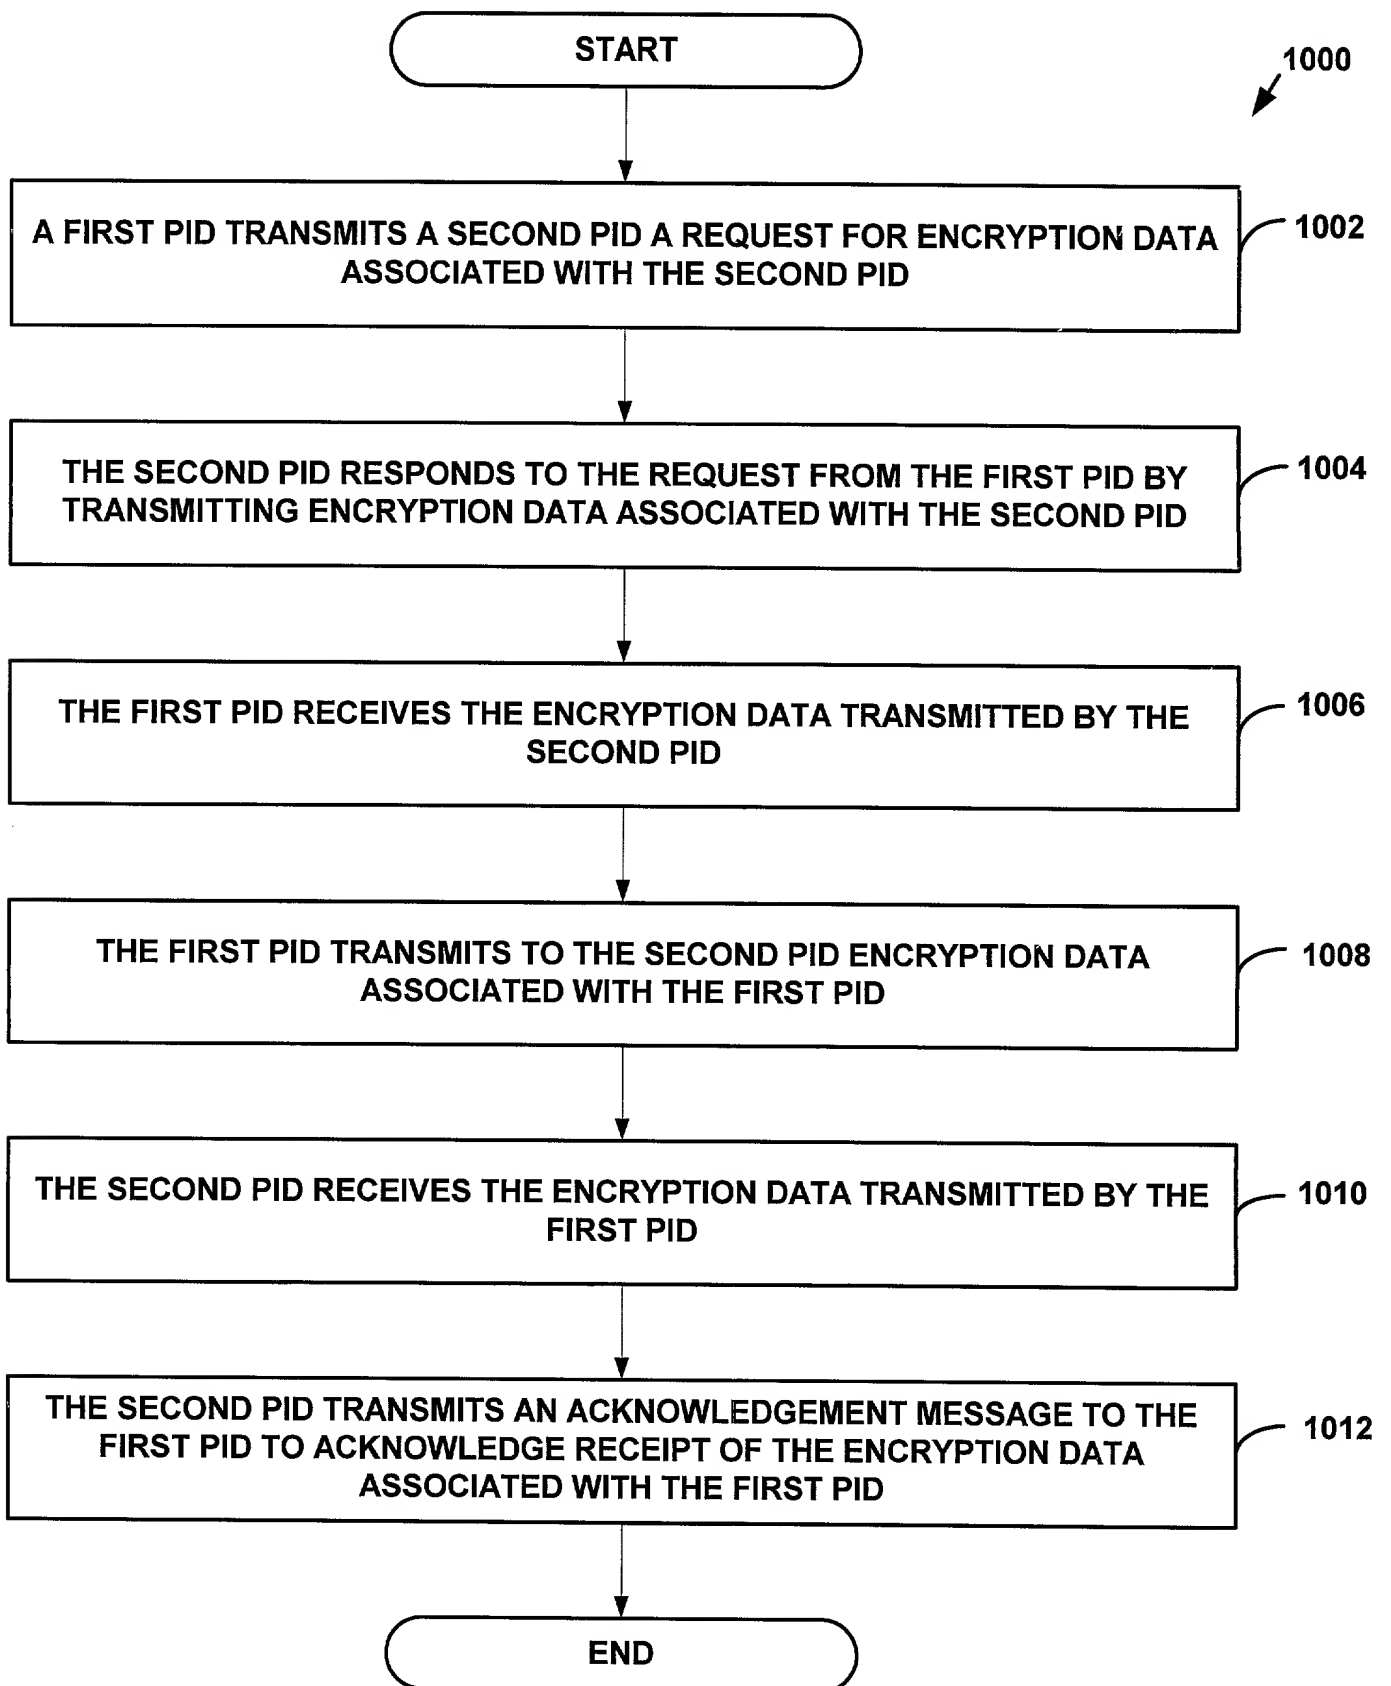 START
1000
A FIRST PID TRANSMITS A SECOND PID A REQUEST FOR ENCRYPTION DATA
ASSOCIATED WITH THE SECOND PID
1002
THE SECOND PID RESPONDS TO THE REQUEST FROM THE FIRST PID BY
TRANSMITTING ENCRYPTION DATA ASSOCIATED WITH THE SECOND PID
1004
THE FIRST PID RECEIVES THE ENCRYPTION DATA TRANSMITTED BY THE
SECOND PID
1006
THE FIRST PID TRANSMITS TO THE SECOND PID ENCRYPTION DATA
ASSOCIATED WITH THE FIRST PID
1008
THE SECOND PID RECEIVES THE ENCRYPTION DATA TRANSMITTED BY THE
FIRST PID
1010
THE SECOND PID TRANSMITS AN ACKNOWLEDGEMENT MESSAGE TO THE
FIRST PID TO ACKNOWLEDGE RECEIPT OF THE ENCRYPTION DATA
ASSOCIATED WITH THE FIRST PID
1012
END